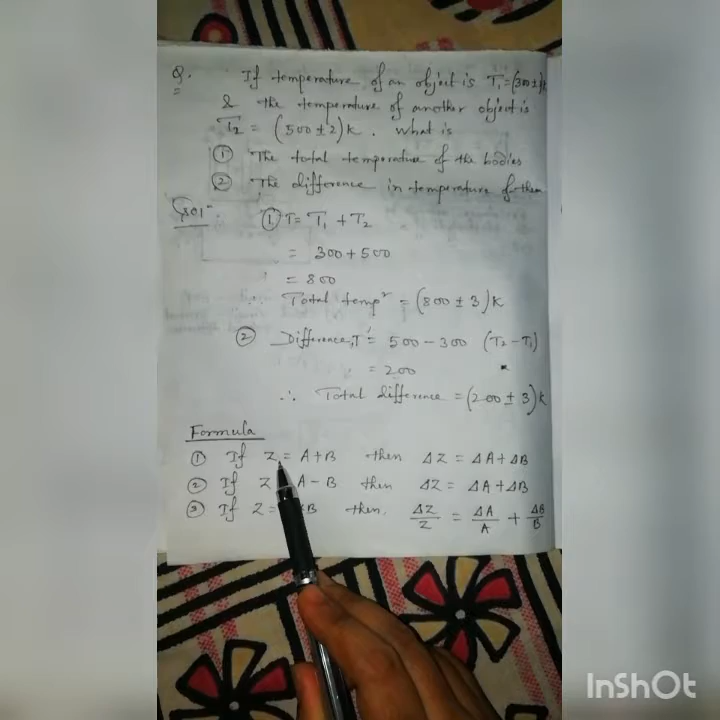 Q. If temperature of an object is T₁ = (300 ± 1)K
& the temperature of another object is
T₂ = (500 ± 2)K. What is
① The total temperature of the bodies
② The difference in temperature of them
Solⁿ ① T = T₁ + T₂
= 300 + 500
= 800
∴ Total tempr = (800 ± 3)K
② Difference, T' = 500 - 300 (T₂ - T₁)
= 200
∴ Total difference = (200 ± 3)K
Formula
① If Z = A + B then ΔZ = ΔA + ΔB
② If Z A - B then ΔZ = ΔA + ΔB
③ If Z = B then, ΔZ/Z = ΔA/A + ΔB/B
InShOt